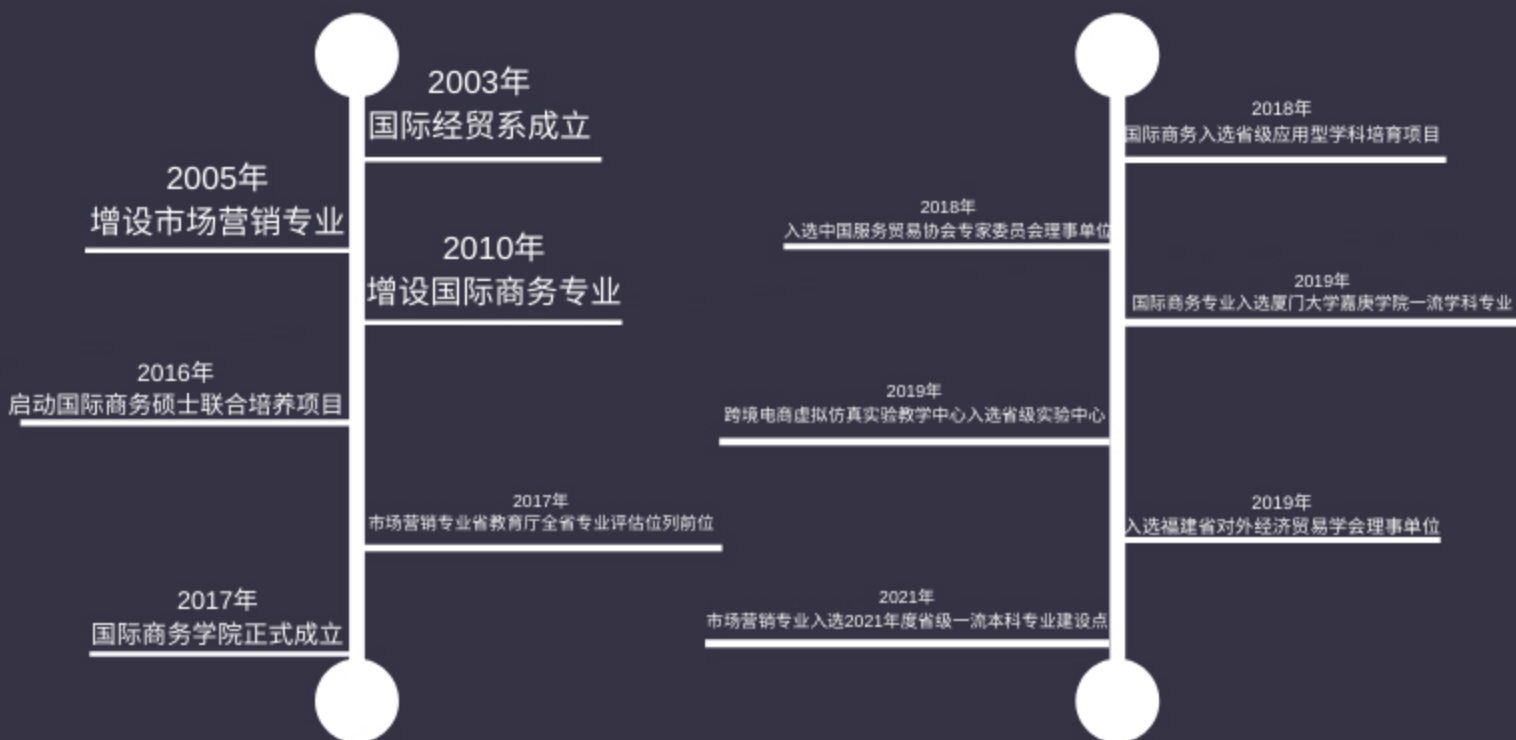 2003年
国际经贸系成立
2005年
增设市场营销专业
2010年
增设国际商务专业
2016年
启动国际商务硕士联合培养项目
2017年
市场营销专业省教育厅全省专业评估位列前位
2017年
国际商务学院正式成立
2018年
国际商务入选省级应用型学科培育项目
2018年
入选中国服务贸易协会专家委员会理事单位
2019年
国际商务专业入选厦门大学嘉庚学院一流学科专业
2019年
跨境电商虚拟仿真实验教学中心入选省级实验中心
2019年
入选福建省对外经济贸易学会理事单位
2021年
市场营销专业入选2021年度省级一流本科专业建设点